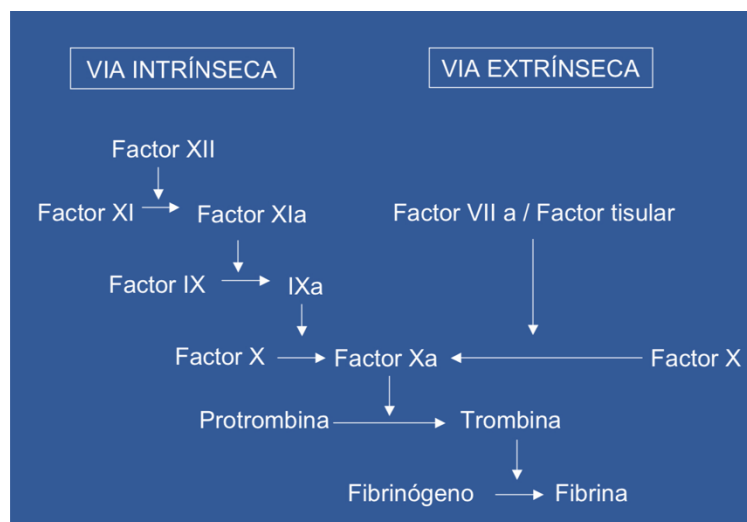 VIA INTRÍNSECA
VIA EXTRÍNSECA
Factor XII
Factor XI
Factor XIa
Factor VII a / Factor tisular
Factor IX
IXa
Factor X
Factor Xa
Factor X
Protrombina
Trombina
Fibrinógeno
Fibrina